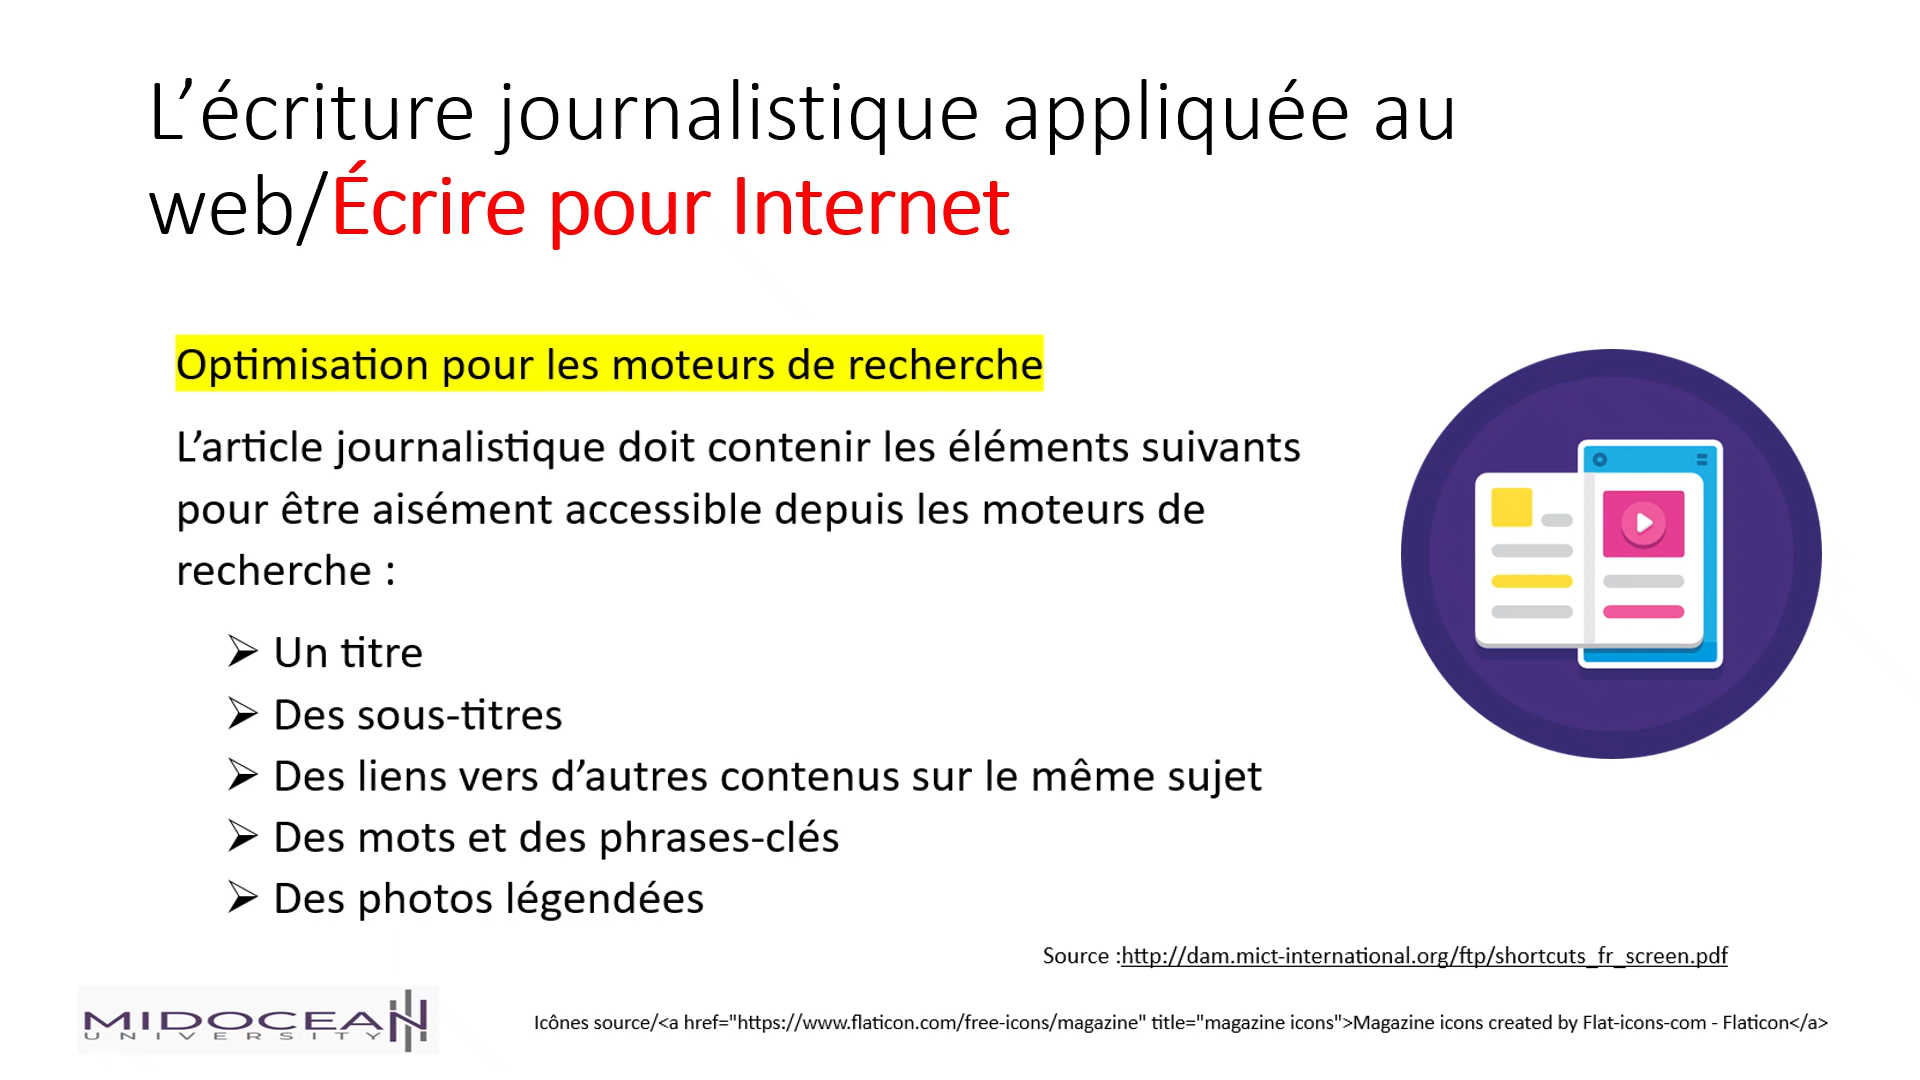 L’écriture journalistique appliquée au
web/Écrire pour Internet
Optimisation pour les moteurs de recherche
L’article journalistique doit contenir les éléments suivants
pour être aisément accessible depuis les moteurs de
recherche :
➢ Un titre
➢ Des sous-titres
➢ Des liens vers d’autres contenus sur le même sujet
➢ Des mots et des phrases-clés
➢ Des photos légendées
Source :http://dam.mict-international.org/ftp/shortcuts_fr_screen.pdf
MIDOCEAN
UNIVERSITY
Icônes source/<a href="https://www.flaticon.com/free-icons/magazine" title="magazine icons">Magazine icons created by Flat-icons-com - Flaticon</a>